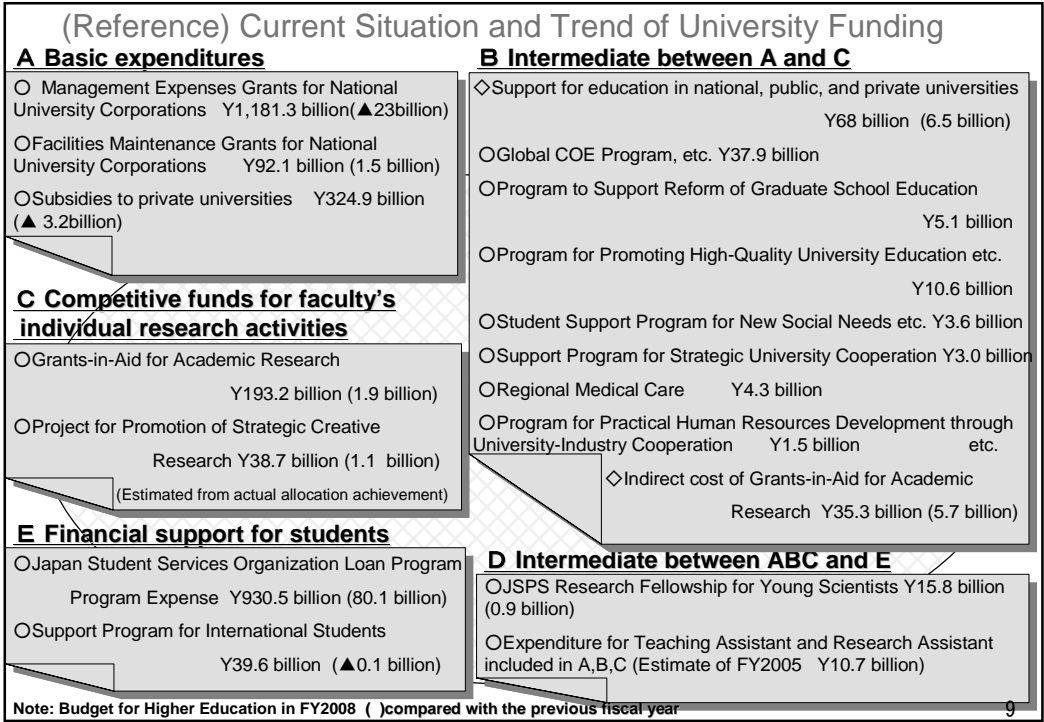 (Reference) Current Situation and Trend of University Funding
A Basic expenditures
○ Management Expenses Grants for National
University Corporations Y1,181.3 billion(▲23billion)
○Facilities Maintenance Grants for National
University Corporations Y92.1 billion (1.5 billion)
○Subsidies to private universities Y324.9 billion
(▲ 3.2billion)
B Intermediate between A and C
◇Support for education in national, public, and private universities
Y68 billion (6.5 billion)
○Global COE Program, etc. Y37.9 billion
○Program to Support Reform of Graduate School Education
Y5.1 billion
○Program for Promoting High-Quality University Education etc.
Y10.6 billion
○Student Support Program for New Social Needs etc. Y3.6 billion
○Support Program for Strategic University Cooperation Y3.0 billion
○Regional Medical Care Y4.3 billion
○Program for Practical Human Resources Development through
University-Industry Cooperation Y1.5 billion etc.
◇Indirect cost of Grants-in-Aid for Academic
Research Y35.3 billion (5.7 billion)
C Competitive funds for faculty's
individual research activities
○Grants-in-Aid for Academic Research
Y193.2 billion (1.9 billion)
○Project for Promotion of Strategic Creative
Research Y38.7 billion (1.1 billion)
(Estimated from actual allocation achievement)
D Intermediate between ABC and E
○JSPS Research Fellowship for Young Scientists Y15.8 billion
(0.9 billion)
○Expenditure for Teaching Assistant and Research Assistant
included in A,B,C (Estimate of FY2005 Y10.7 billion)
E Financial support for students
○Japan Student Services Organization Loan Program
Program Expense Y930.5 billion (80.1 billion)
○Support Program for International Students
Y39.6 billion (▲0.1 billion)
Note: Budget for Higher Education in FY2008 ( )compared with the previous fiscal year
9